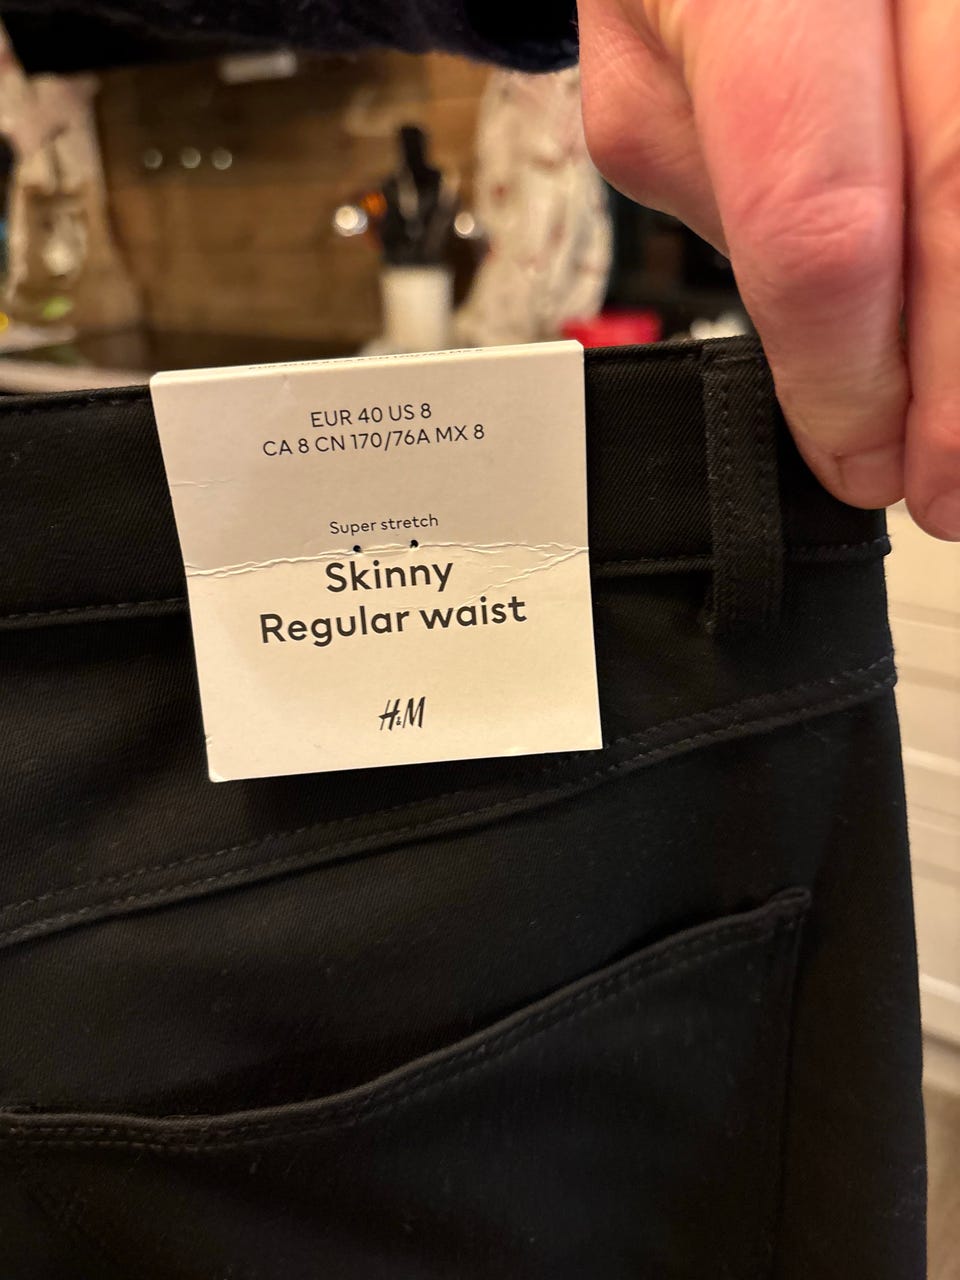 EUR 40 US 8
CA 8 CN 170/76A MX 8
Super stretch
Skinny
Regular waist
H&M